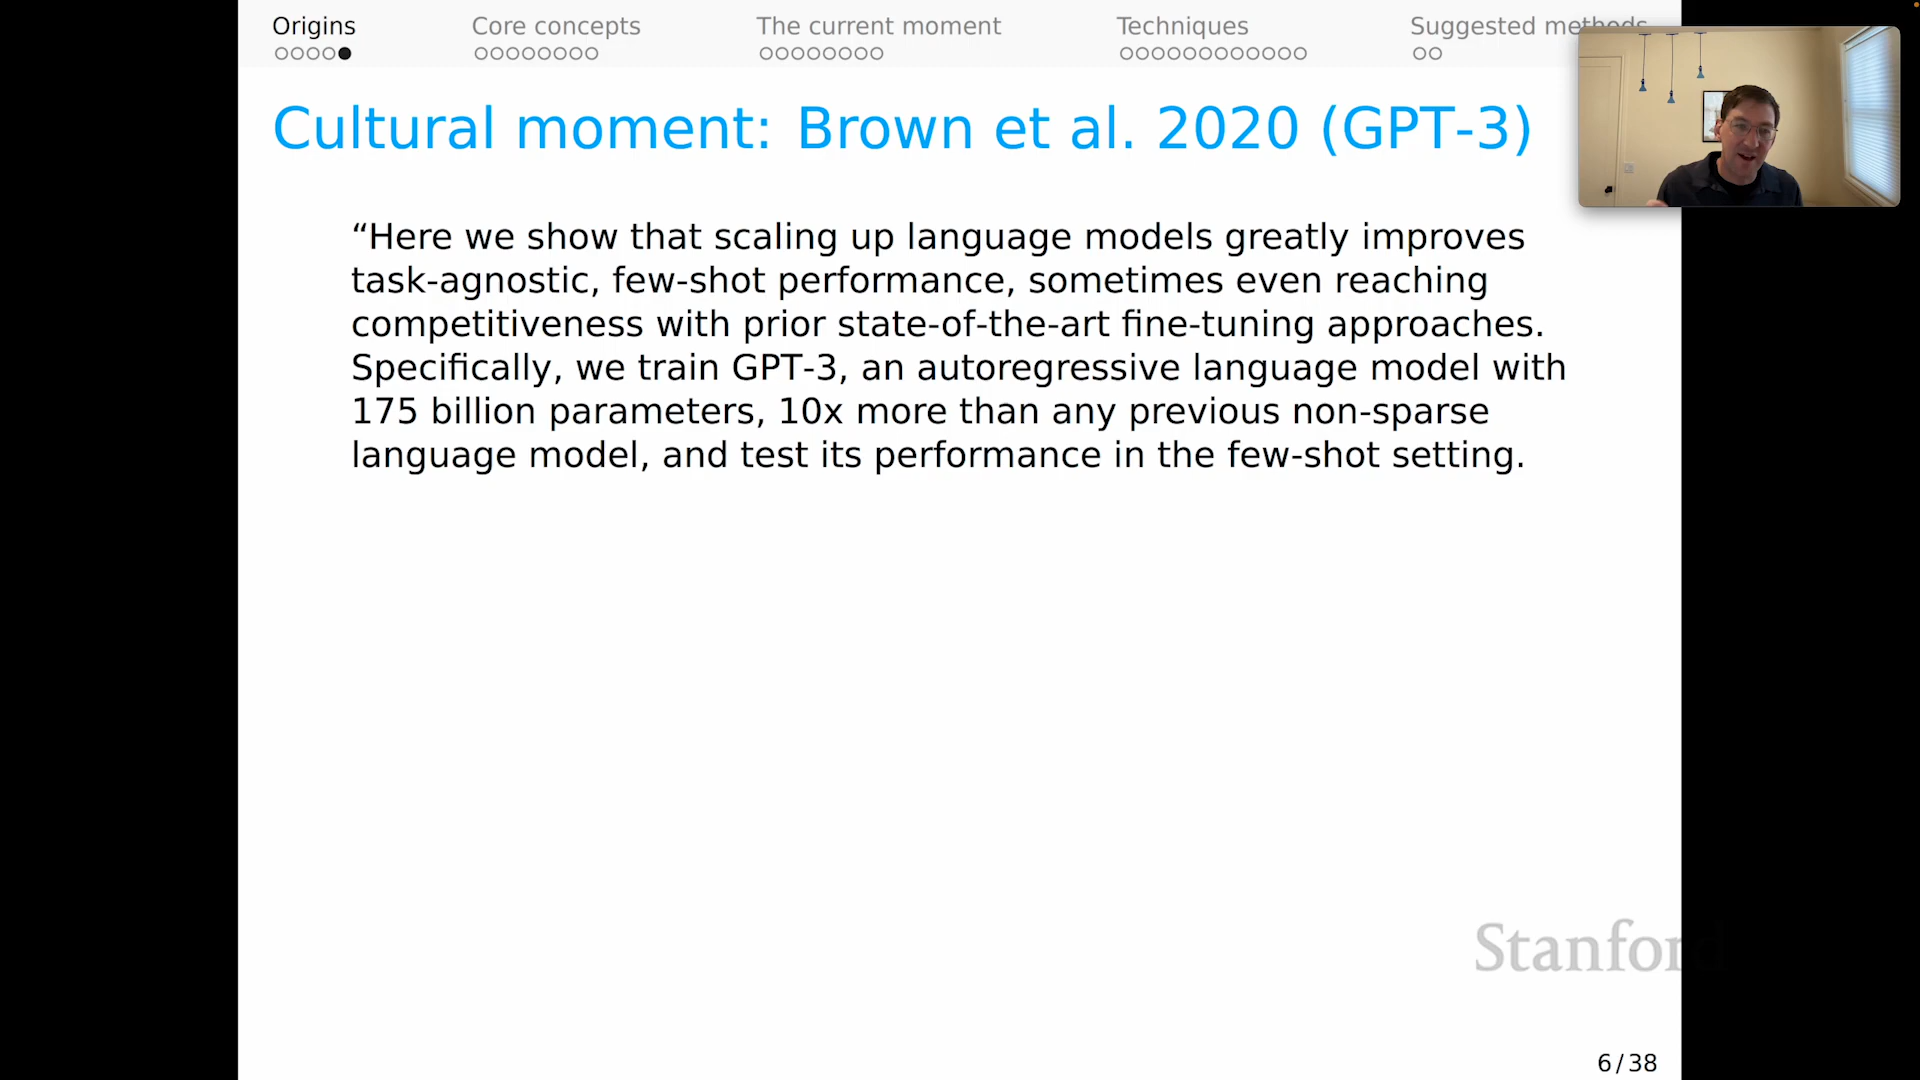 Origins
Core concepts
The current moment
Techniques
Suggested methods
Cultural moment: Brown et al. 2020 (GPT-3)
“Here we show that scaling up language models greatly improves
task-agnostic, few-shot performance, sometimes even reaching
competitiveness with prior state-of-the-art fine-tuning approaches.
Specifically, we train GPT-3, an autoregressive language model with
175 billion parameters, 10x more than any previous non-sparse
language model, and test its performance in the few-shot setting.
Stanford
6 / 38